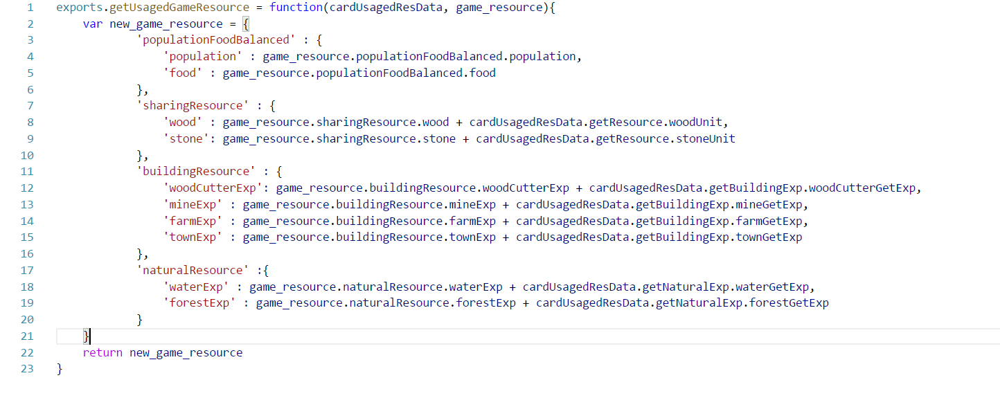 1 exports.getUsagedGameResource = function(cardUsagedResData, game_resource){
2     var new_game_resource = {
3             'populationFoodBalanced' : {
4                 'population' : game_resource.populationFoodBalanced.population,
5                 'food' : game_resource.populationFoodBalanced.food
6             },
7             'sharingResource' : {
8                 'wood' : game_resource.sharingResource.wood + cardUsagedResData.getResource.woodUnit,
9                 'stone': game_resource.sharingResource.stone + cardUsagedResData.getResource.stoneUnit
10             },
11             'buildingResource' : {
12                 'woodCutterExp': game_resource.buildingResource.woodCutterExp + cardUsagedResData.getBuildingExp.woodCutterGetExp,
13                 'mineExp' : game_resource.buildingResource.mineExp + cardUsagedResData.getBuildingExp.mineGetExp,
14                 'farmExp' : game_resource.buildingResource.farmExp + cardUsagedResData.getBuildingExp.farmGetExp,
15                 'townExp' : game_resource.buildingResource.townExp + cardUsagedResData.getBuildingExp.townGetExp
16             },
17             'naturalResource' :{
18                 'waterExp' : game_resource.naturalResource.waterExp + cardUsagedResData.getNaturalExp.waterGetExp,
19                 'forestExp' : game_resource.naturalResource.forestExp + cardUsagedResData.getNaturalExp.forestGetExp
20             }
21     }
22     return new_game_resource
23 }